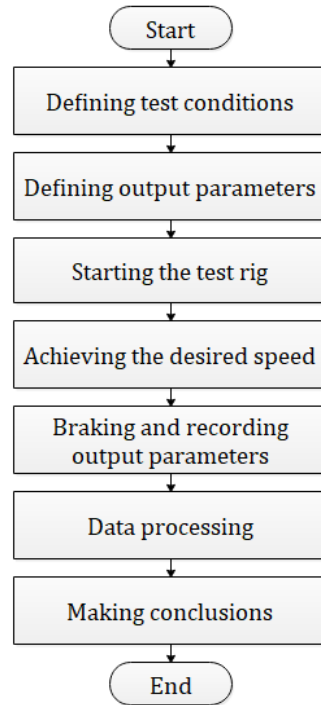 Start
Defining test conditions
Defining output parameters
Starting the test rig
Achieving the desired speed
Braking and recording
output parameters
Data processing
Making conclusions
End